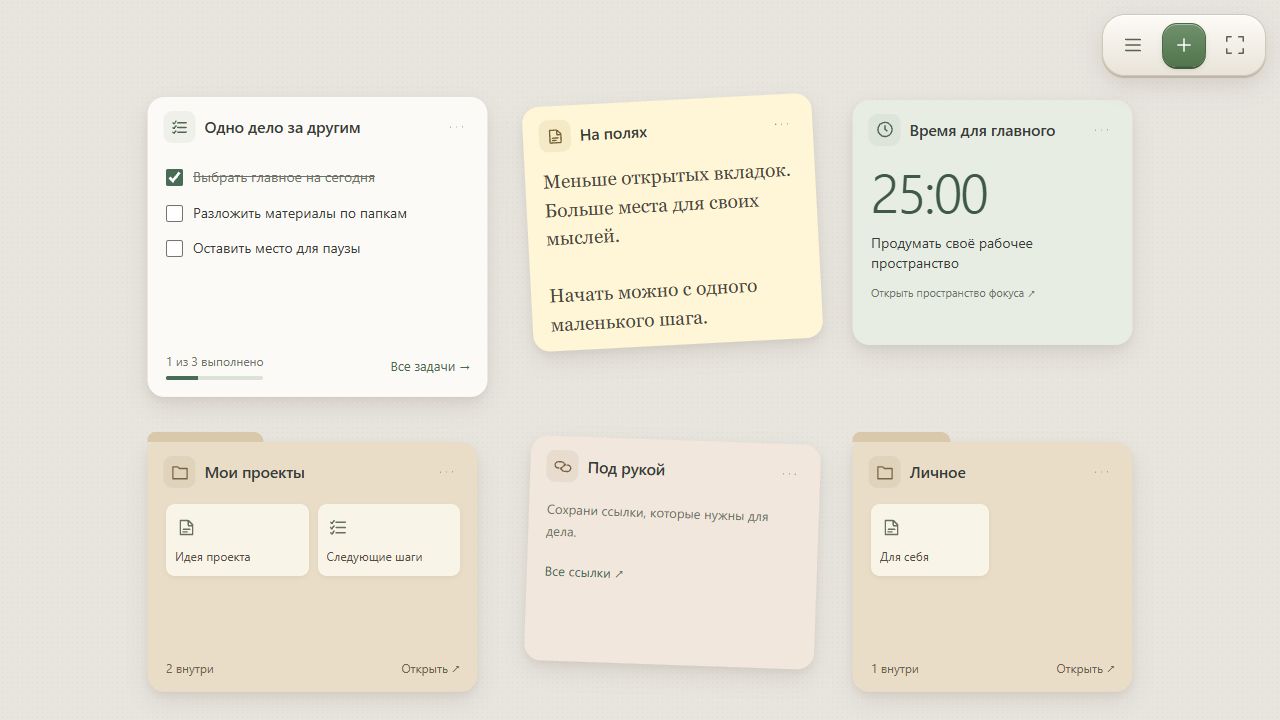 Одно дело за другим
Выбрать главное на сегодня
Разложить материалы по папкам
Оставить место для паузы
1 из 3 выполнено
Все задачи →
На полях
Меньше открытых вкладок.
Больше места для своих
мыслей.
Начать можно с одного
маленького шага.
Время для главного
25:00
Продумать своё рабочее
пространство
Открыть пространство фокуса ↗
Мои проекты
Идея проекта
Следующие шаги
2 внутри
Открыть ↗
Под рукой
Сохрани ссылки, которые нужны для
дела.
Все ссылки ↗
Личное
Для себя
1 внутри
Открыть ↗